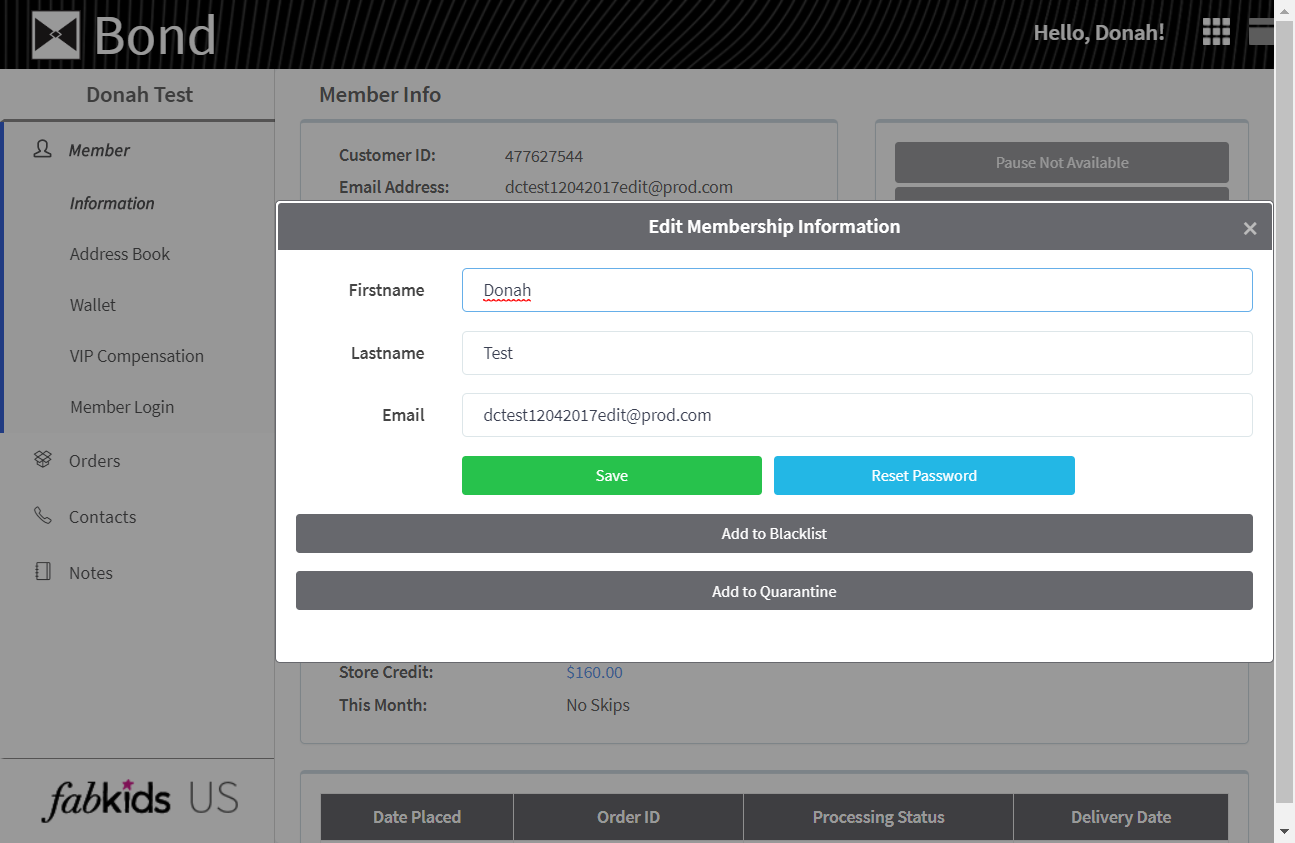 Bond
Hello, Donah!
Donah Test
Member Info
Member
Information
Address Book
Wallet
VIP Compensation
Member Login
Orders
Contacts
Notes
fabkids US
Customer ID: 477627544
Email Address: dctest12042017edit@prod.com
Pause Not Available
Edit Membership Information ×
Firstname Donah
Lastname Test
Email dctest12042017edit@prod.com
Save Reset Password
Add to Blacklist
Add to Quarantine
Store Credit: $160.00
This Month: No Skips
Date Placed Order ID Processing Status Delivery Date